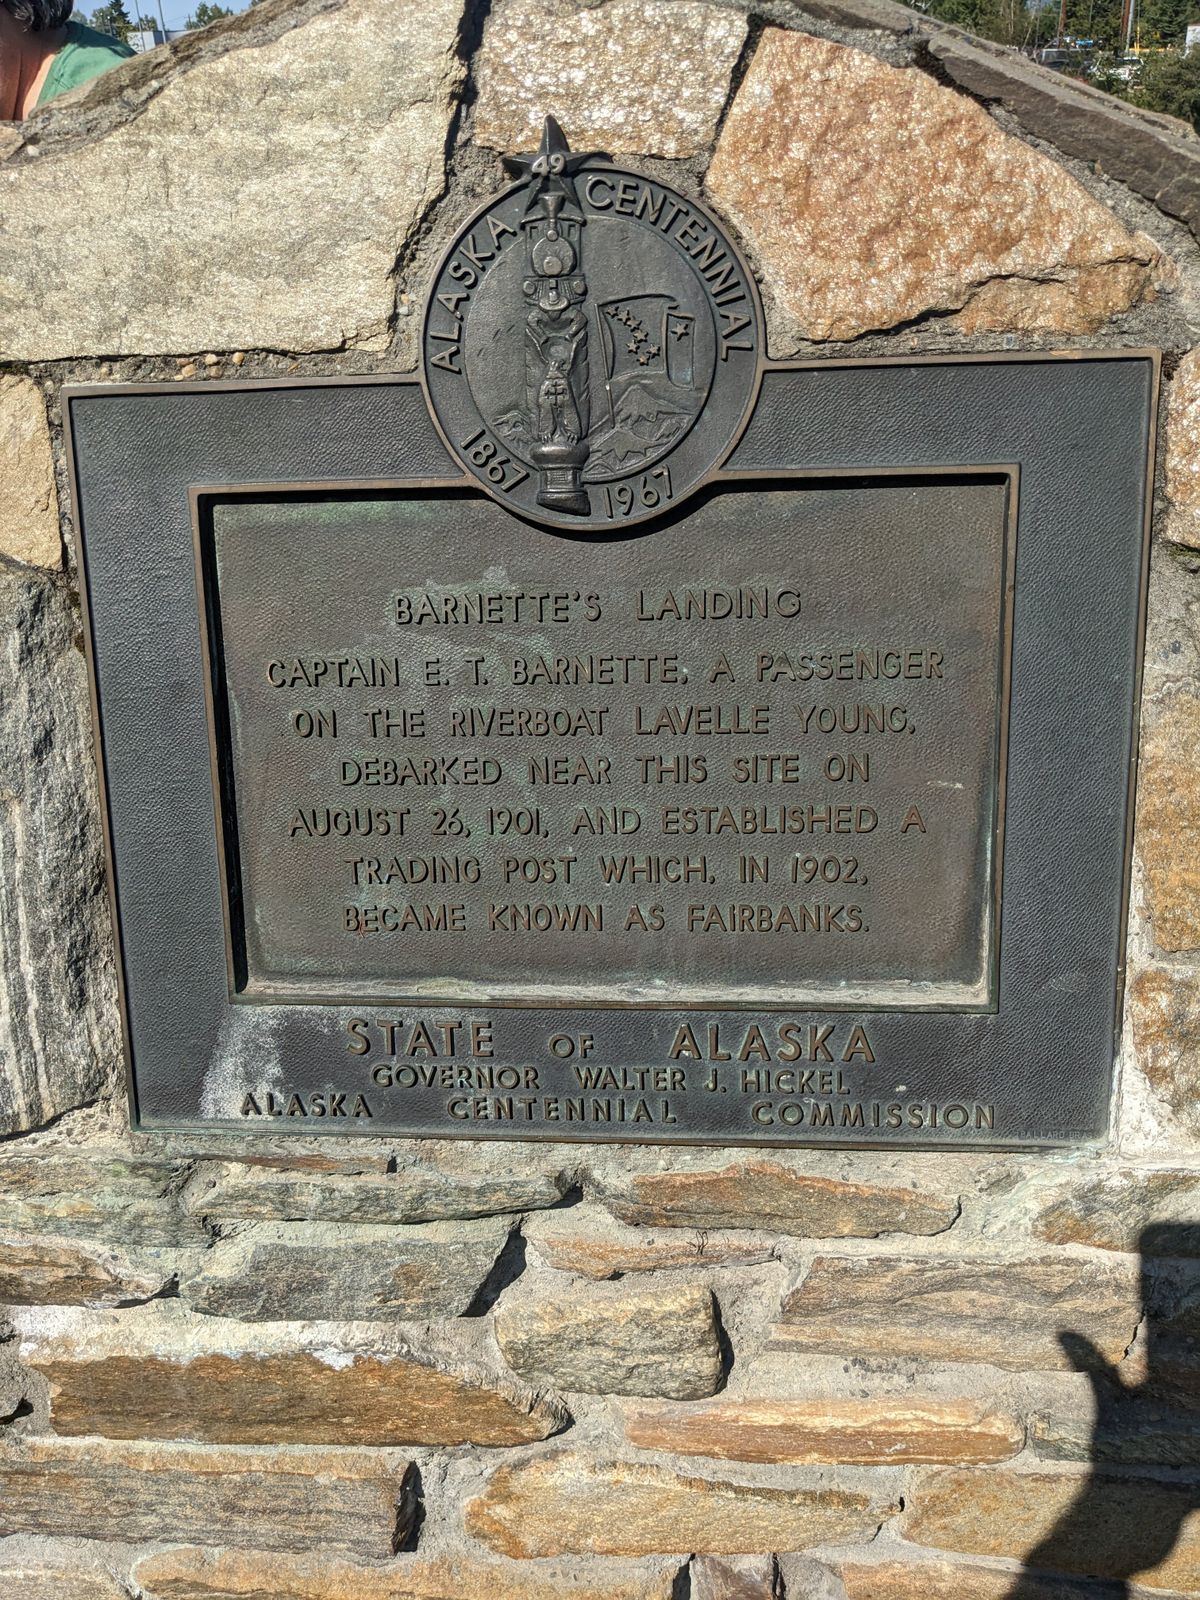 49
ALASKA CENTENNIAL
1867 1967
BARNETTE'S LANDING
CAPTAIN E. T. BARNETTE, A PASSENGER
ON THE RIVERBOAT LAVELLE YOUNG,
DEBARKED NEAR THIS SITE ON
AUGUST 26, 1901, AND ESTABLISHED A
TRADING POST WHICH, IN 1902,
BECAME KNOWN AS FAIRBANKS.
STATE OF ALASKA
GOVERNOR WALTER J. HICKEL
ALASKA CENTENNIAL COMMISSION